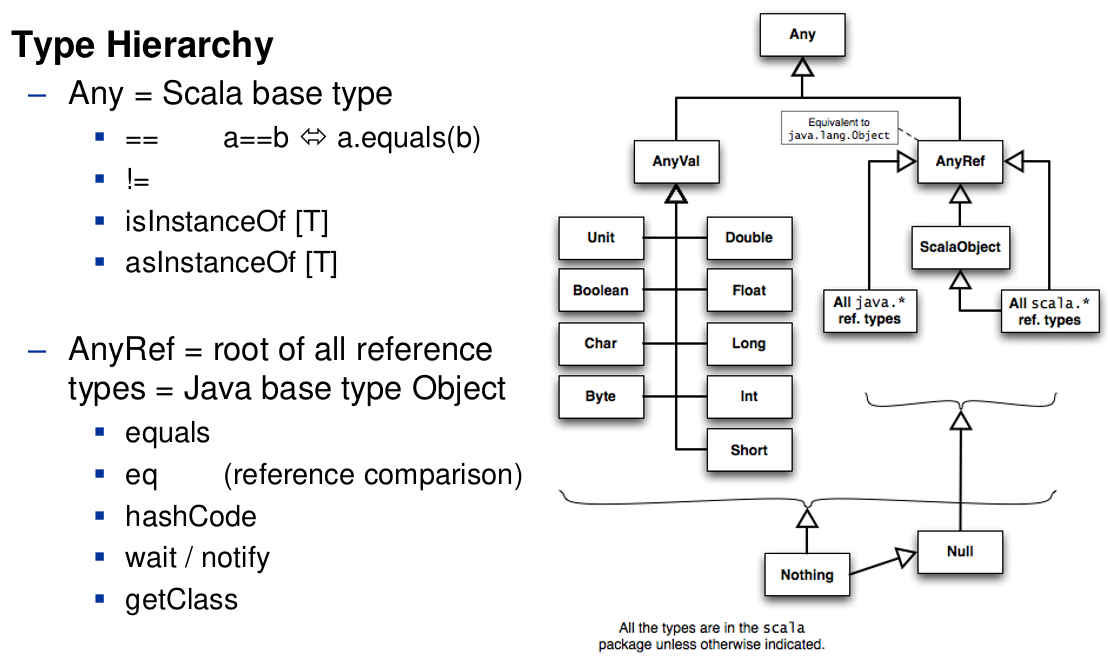 Type Hierarchy
– Any = Scala base type
▪ == a==b ⬄ a.equals(b)
▪ !=
▪ isInstanceOf [T]
▪ asInstanceOf [T]
– AnyRef = root of all reference
types = Java base type Object
▪ equals
▪ eq (reference comparison)
▪ hashCode
▪ wait / notify
▪ getClass
Any
Equivalent to
java.lang.Object
AnyVal
AnyRef
Unit
Double
ScalaObject
Boolean
Float
All java.*
ref. types
All scala.*
ref. types
Char
Long
Byte
Int
Short
Null
Nothing
All the types are in the scala
package unless otherwise indicated.